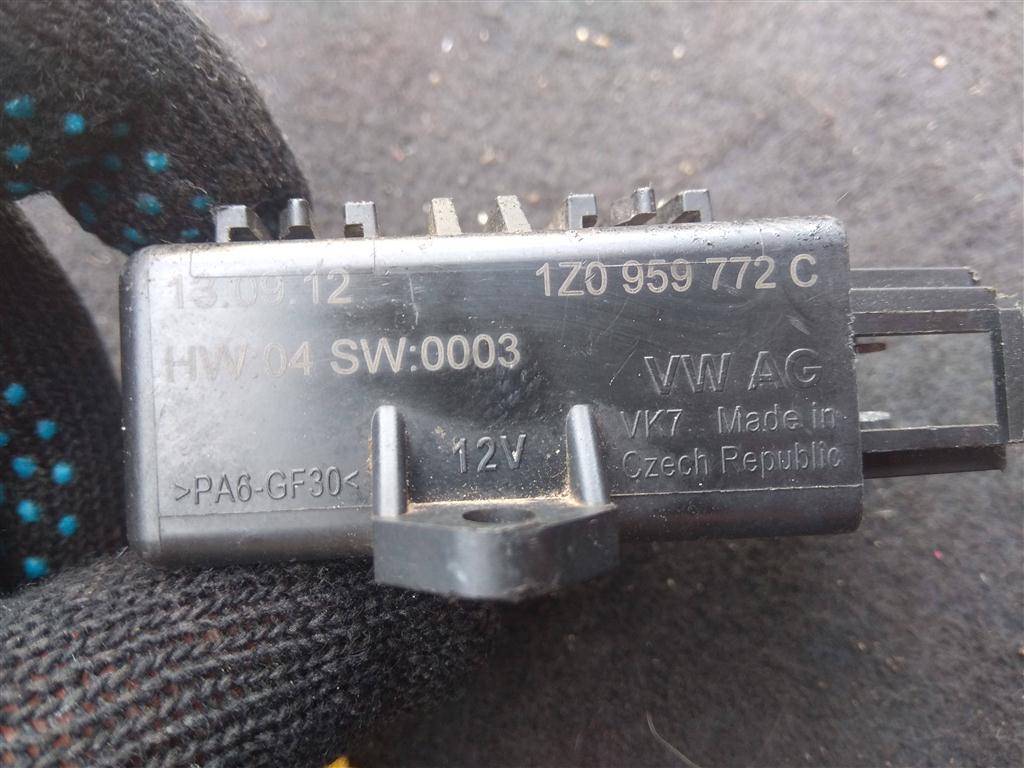 13.09.12 1Z0 959 772 C
HW:04 SW:0003
VW AG
12V VK7 Made in
>PA6-GF30< Czech Republic